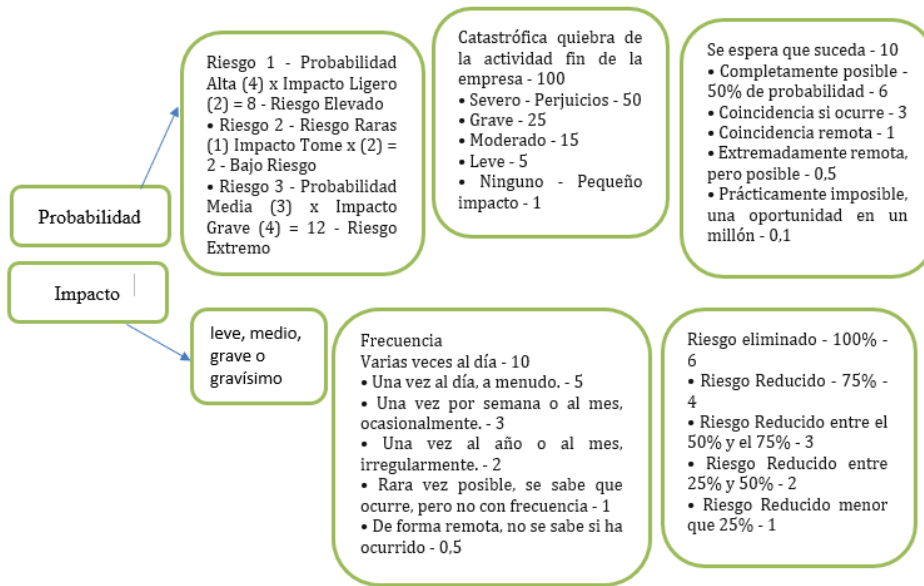 Riesgo 1 - Probabilidad
Alta (4) x Impacto Ligero
(2) = 8 - Riesgo Elevado
• Riesgo 2 - Riesgo Raras
(1) Impacto Tome x (2) =
2 - Bajo Riesgo
• Riesgo 3 - Probabilidad
Media (3) x Impacto
Grave (4) = 12 - Riesgo
Extremo
Catastrófica quiebra de
la actividad fin de la
empresa - 100
• Severo - Perjuicios - 50
• Grave - 25
• Moderado - 15
• Leve - 5
• Ninguno - Pequeño
impacto - 1
Se espera que suceda - 10
• Completamente posible -
50% de probabilidad - 6
• Coincidencia si ocurre - 3
• Coincidencia remota - 1
• Extremadamente remota,
pero posible - 0,5
• Prácticamente imposible,
una oportunidad en un
millón - 0,1
Probabilidad
Impacto
leve, medio,
grave o
gravísimo
Frecuencia
Varias veces al día - 10
• Una vez al día, a menudo. - 5
• Una vez por semana o al mes,
ocasionalmente. - 3
• Una vez al año o al mes,
irregularmente. - 2
• Rara vez posible, se sabe que
ocurre, pero no con frecuencia - 1
• De forma remota, no se sabe si ha
ocurrido - 0,5
Riesgo eliminado - 100% -
6
• Riesgo Reducido - 75% -
4
• Riesgo Reducido entre el
50% y el 75% - 3
• Riesgo Reducido entre
25% y 50% - 2
• Riesgo Reducido menor
que 25% - 1